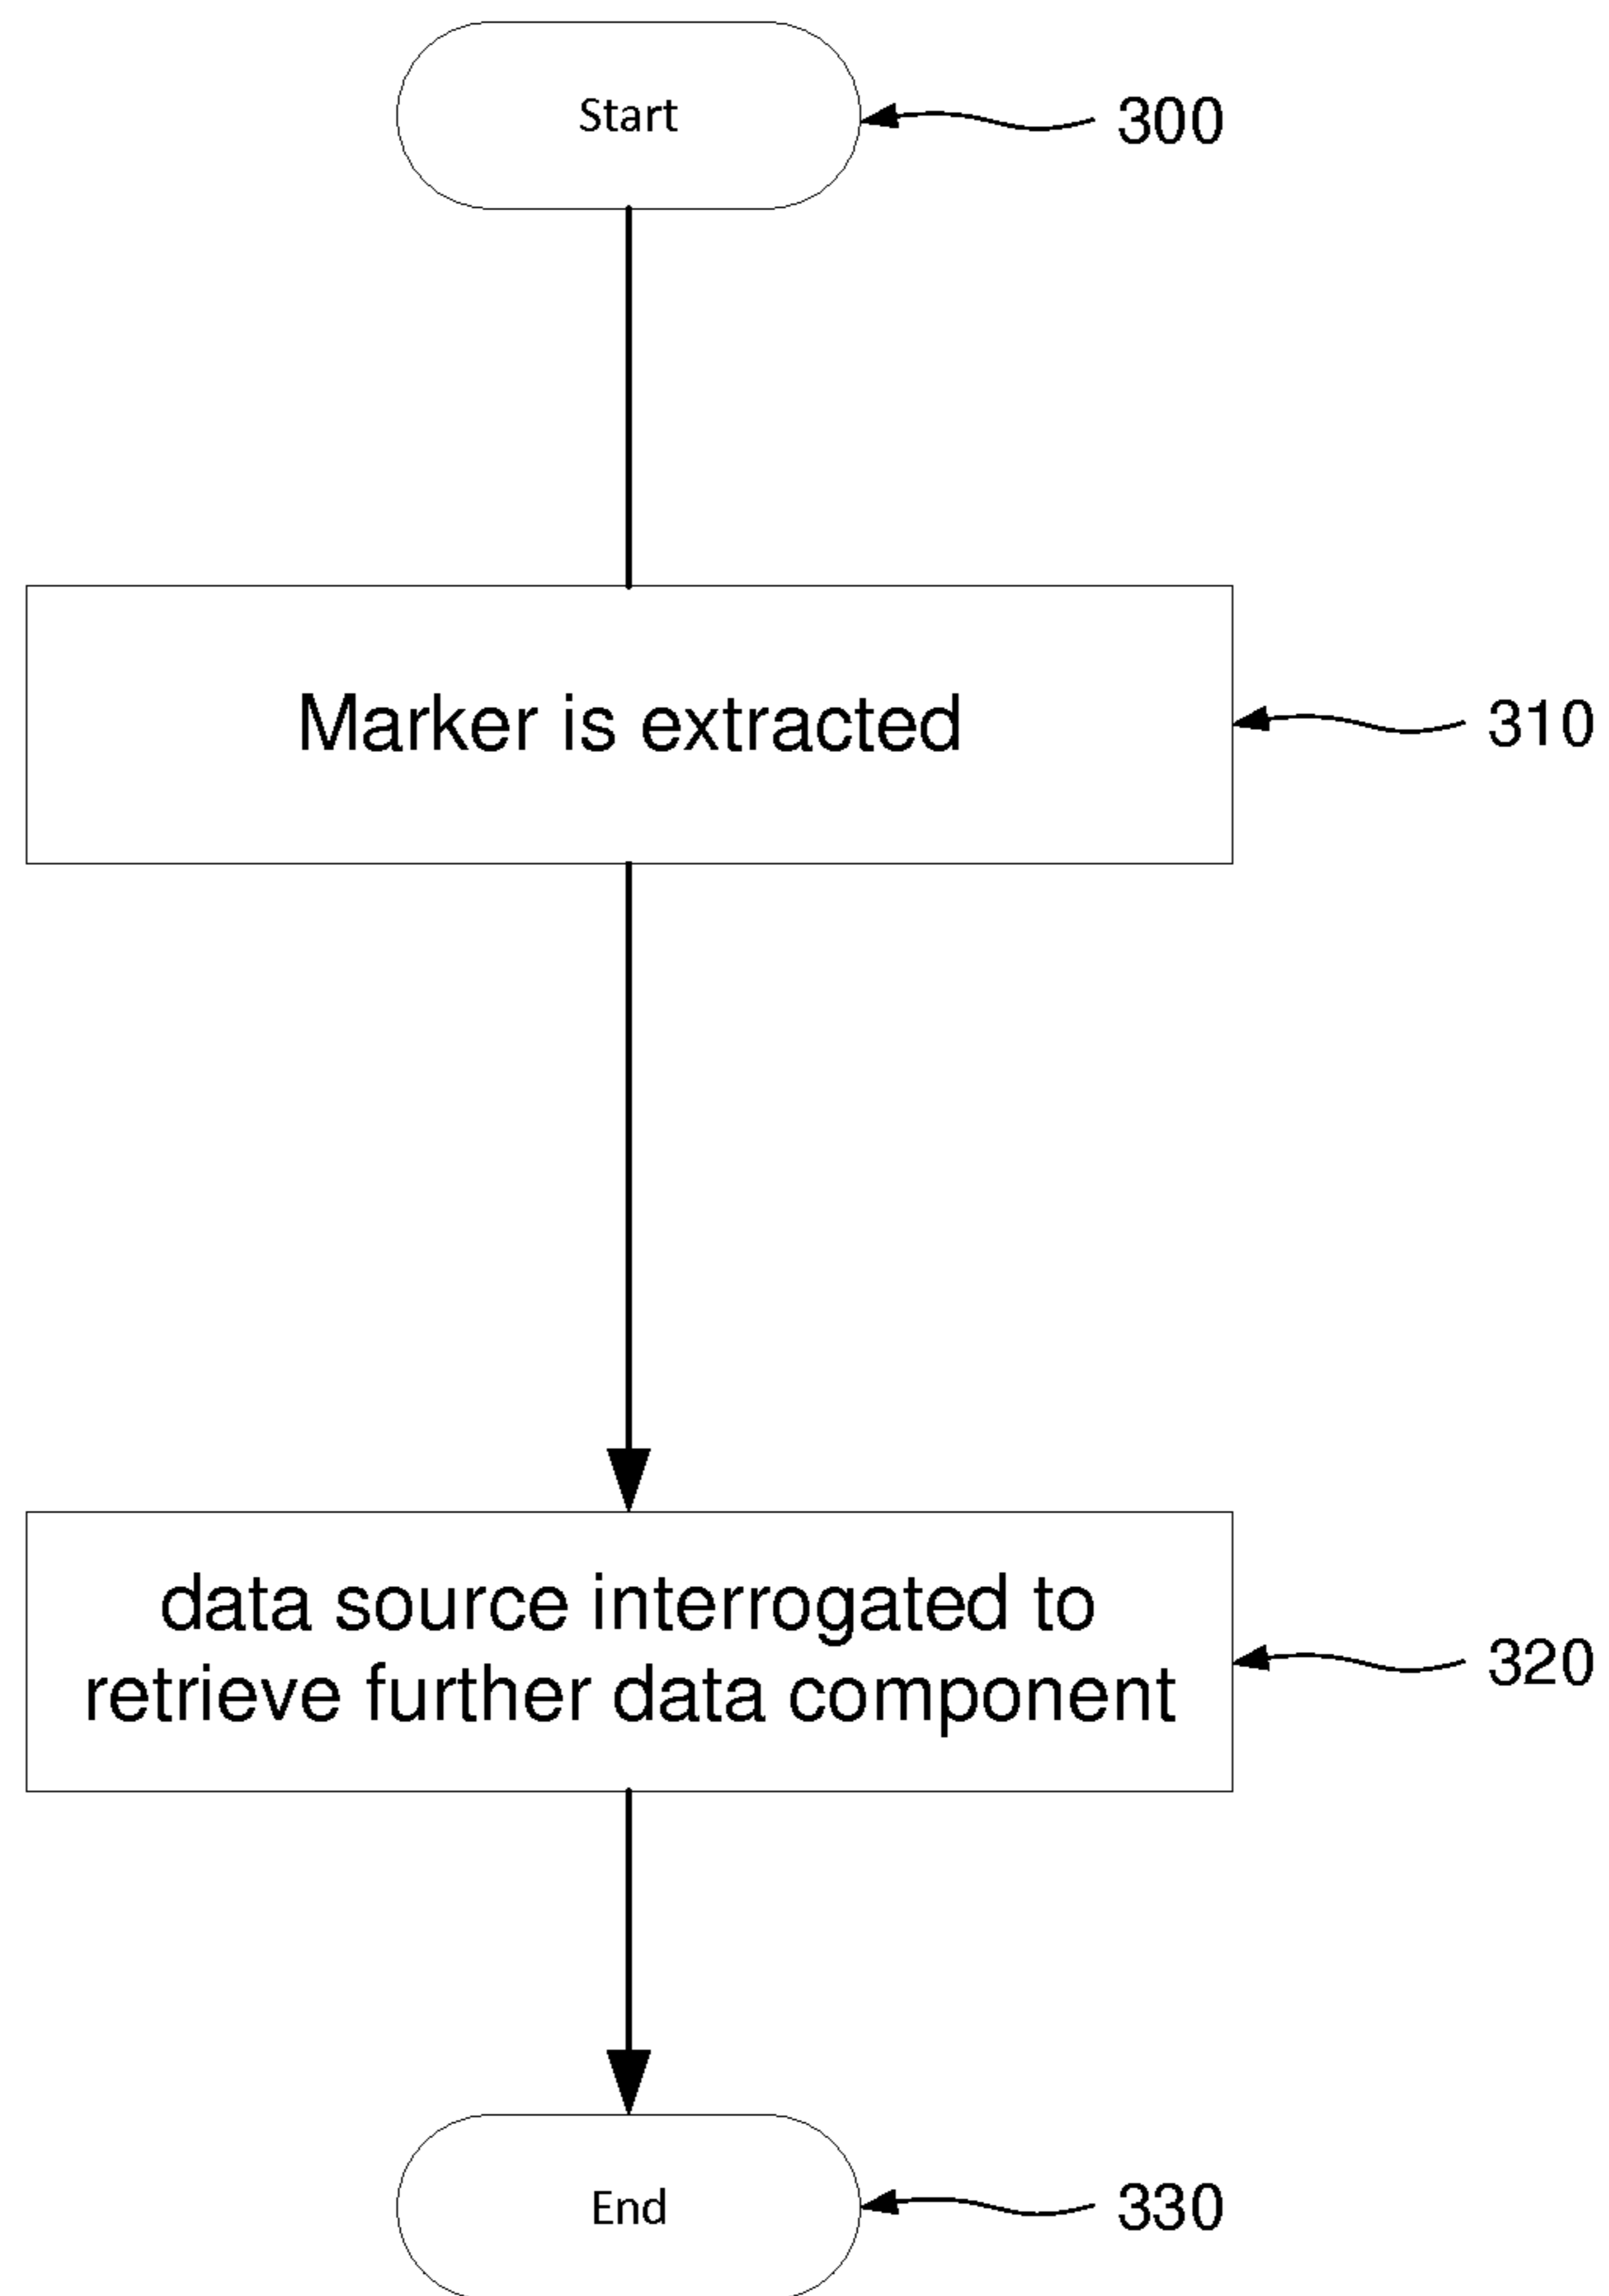 Start
300
Marker is extracted
310
data source interrogated to
retrieve further data component
320
End
330